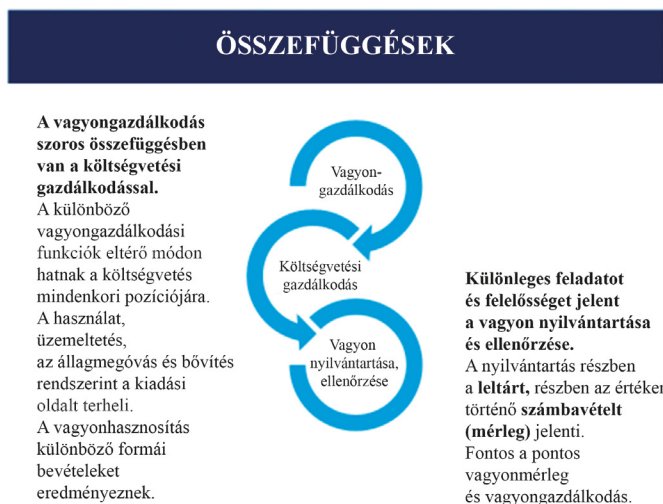 ÖSSZEFÜGGÉSEK
A vagyongazdálkodás
szoros összefüggésben
van a költségvetési
gazdálkodással.
A különböző
vagyongazdálkodási
funkciók eltérő módon
hatnak a költségvetés
mindenkori pozíciójára.
A használat,
üzemeltetés,
az állagmegóvás és bővítés
rendszerint a kiadási
oldalt terheli.
A vagyonhasznosítás
különböző formái
bevételeket
eredményeznek.
Vagyon-
gazdálkodás
Költségvetési
gazdálkodás
Vagyon
nyilvántartása,
ellenőrzése
Különleges feladatot
és felelősséget jelent
a vagyon nyilvántartása
és ellenőrzése.
A nyilvántartás részben
a leltárt, részben az értéken
történő számbavételt
(mérleg) jelenti.
Fontos a pontos
vagyonmérleg
és vagyongazdálkodás.